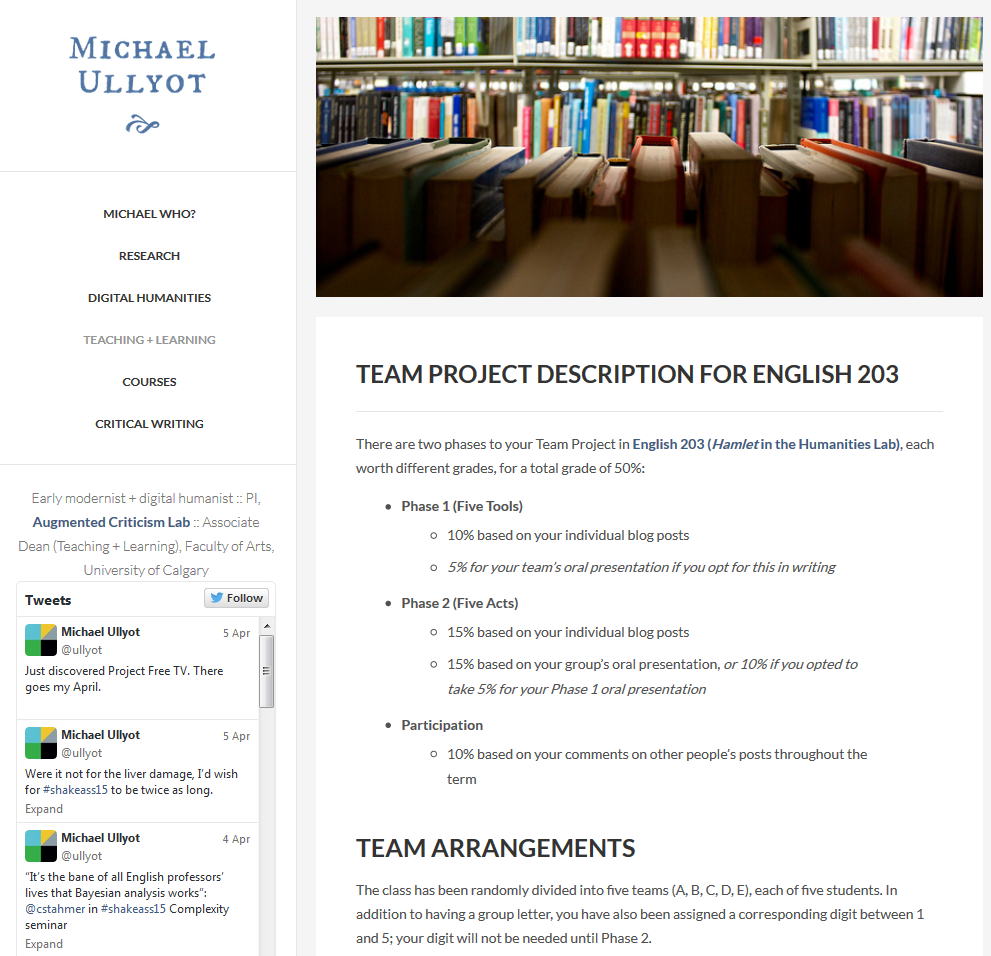 MICHAEL
ULLYOT
MICHAEL WHO?
RESEARCH
DIGITAL HUMANITIES
TEACHING + LEARNING
COURSES
CRITICAL WRITING
Early modernist + digital humanist :: PI,
Augmented Criticism Lab :: Associate
Dean (Teaching + Learning), Faculty of Arts,
University of Calgary
Tweets
Follow
Michael Ullyot
5 Apr
@ullyot
Just discovered Project Free TV. There
goes my April.
Michael Ullyot
5 Apr
@ullyot
Were it not for the liver damage, I'd wish
for #shakeass15 to be twice as long.
Expand
Michael Ullyot
4 Apr
@ullyot
"It's the bane of all English professors'
lives that Bayesian analysis works":
@cstahmer in #shakeass15 Complexity
seminar
Expand
TEAM PROJECT DESCRIPTION FOR ENGLISH 203
There are two phases to your Team Project in English 203 (Hamlet in the Humanities Lab), each
worth different grades, for a total grade of 50%:
• Phase 1 (Five Tools)
○ 10% based on your individual blog posts
○ 5% for your team's oral presentation if you opt for this in writing
• Phase 2 (Five Acts)
○ 15% based on your individual blog posts
○ 15% based on your group's oral presentation, or 10% if you opted to
take 5% for your Phase 1 oral presentation
• Participation
○ 10% based on your comments on other people's posts throughout the
term
TEAM ARRANGEMENTS
The class has been randomly divided into five teams (A, B, C, D, E), each of five students. In
addition to having a group letter, you have also been assigned a corresponding digit between 1
and 5; your digit will not be needed until Phase 2.